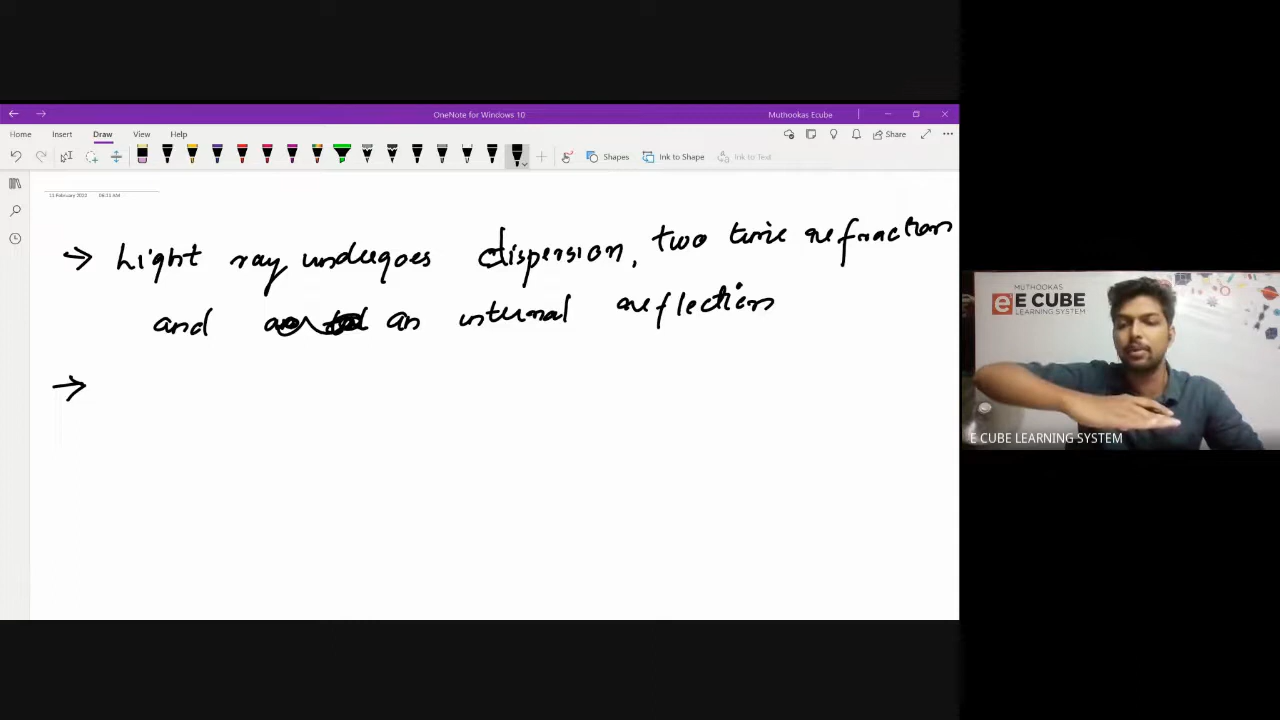 OneNote for Windows 10
Muthookas Ecube
Home Insert Draw View Help
Share
Shapes
Ink to Shape
Ink to Text
Light ray undergoes dispersion, two time refraction
and an internal reflection
MUTHOOKAS
e E CUBE
LEARNING SYSTEM
E CUBE LEARNING SYSTEM